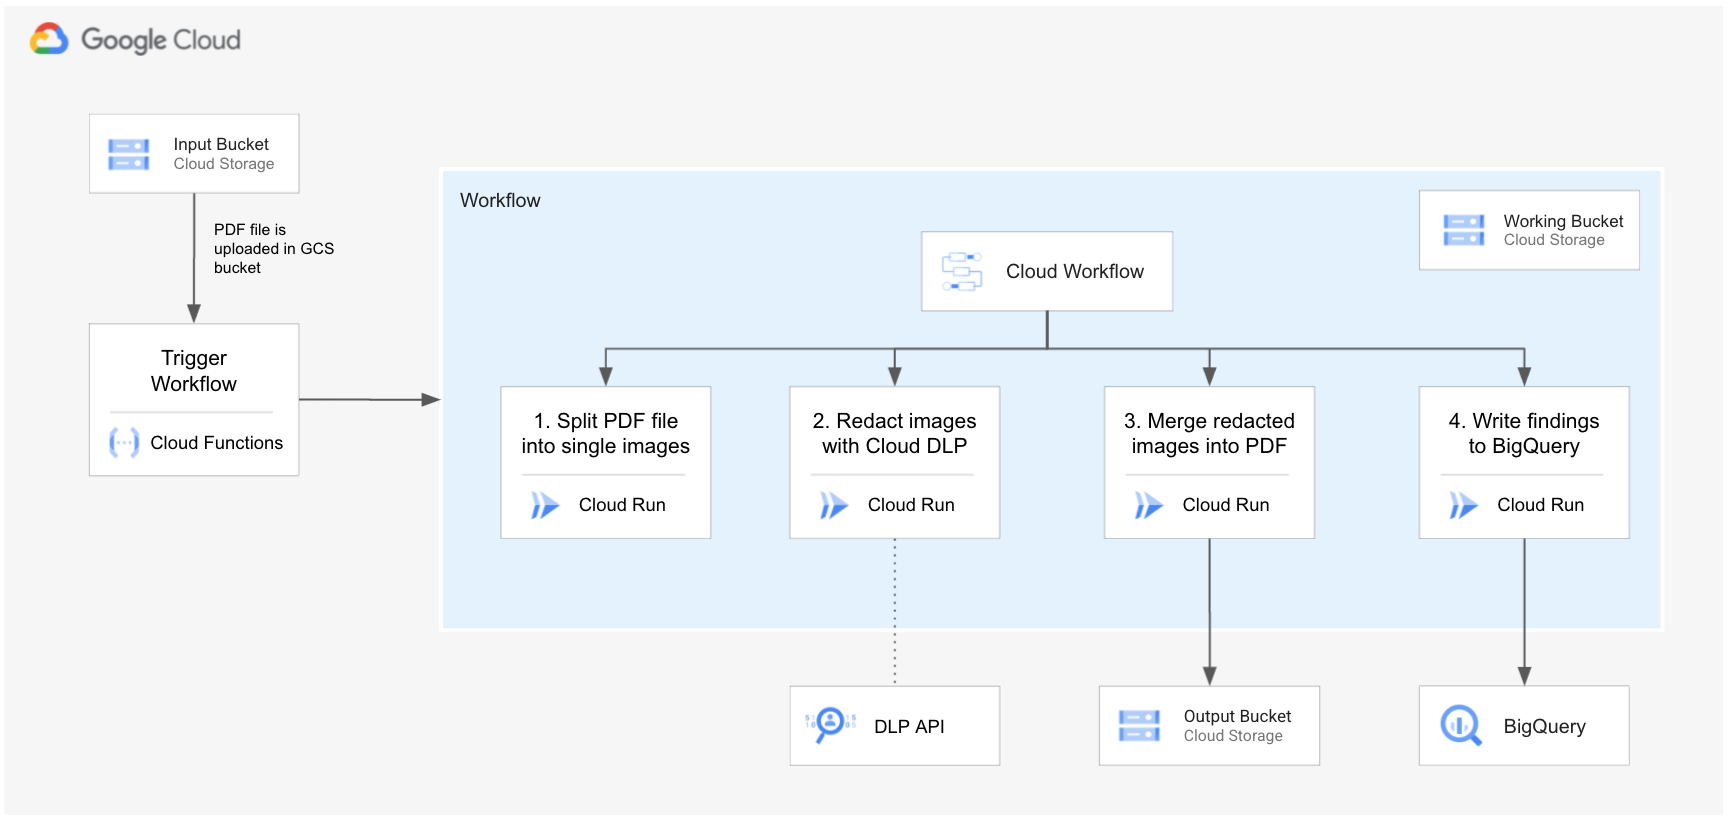 Google Cloud
Input Bucket
Cloud Storage
PDF file is
uploaded in GCS
bucket
Trigger
Workflow
Cloud Functions
Workflow
Working Bucket
Cloud Storage
Cloud Workflow
1. Split PDF file
into single images
Cloud Run
2. Redact images
with Cloud DLP
Cloud Run
3. Merge redacted
images into PDF
Cloud Run
4. Write findings
to BigQuery
Cloud Run
DLP API
Output Bucket
Cloud Storage
BigQuery